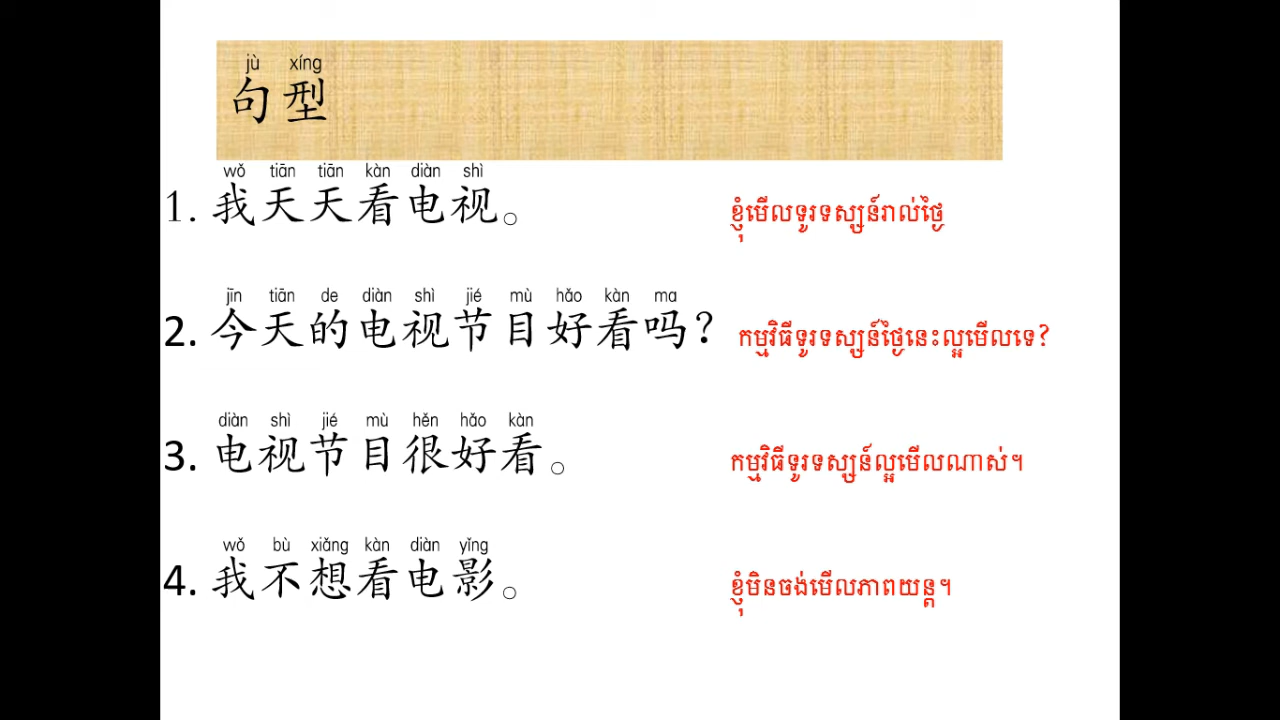 jù xíng
句型
wǒ tiān tiān kàn diàn shì
1. 我天天看电视。 ខ្ញុំមើលទូរទស្សន៍រាល់ថ្ងៃ
jīn tiān de diàn shì jié mù hǎo kàn ma
2. 今天的电视节目好看吗？ កម្មវិធីទូរទស្សន៍ថ្ងៃនេះល្អមើលទេ?
diàn shì jié mù hěn hǎo kàn
3. 电视节目很好看。 កម្មវិធីទូរទស្សន៍ល្អមើលណាស់។
wǒ bù xiǎng kàn diàn yǐng
4. 我不想看电影。 ខ្ញុំមិនចង់មើលភាពយន្ត។